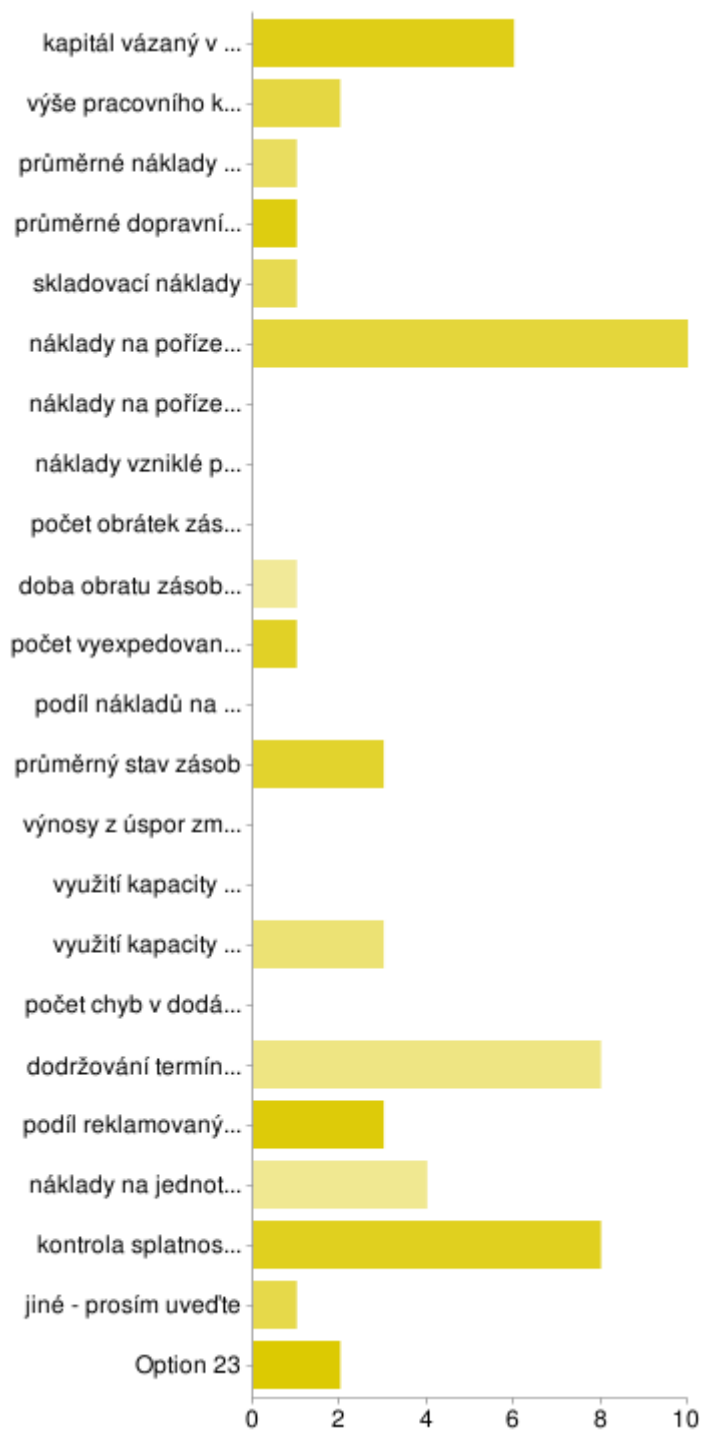 kapitál vázaný v ...
výše pracovního k...
průměrné náklady ...
průměrné dopravní...
skladovací náklady
náklady na poříze...
náklady na poříze...
náklady vzniklé p...
počet obrátek zás...
doba obratu zásob...
počet vyexpedovan...
podíl nákladů na ...
průměrný stav zásob
výnosy z úspor zm...
využití kapacity ...
využití kapacity ...
počet chyb v dodá...
dodržování termín...
podíl reklamovaný...
náklady na jednot...
kontrola splatnos...
jiné - prosím uveďte
Option 23
0 2 4 6 8 10